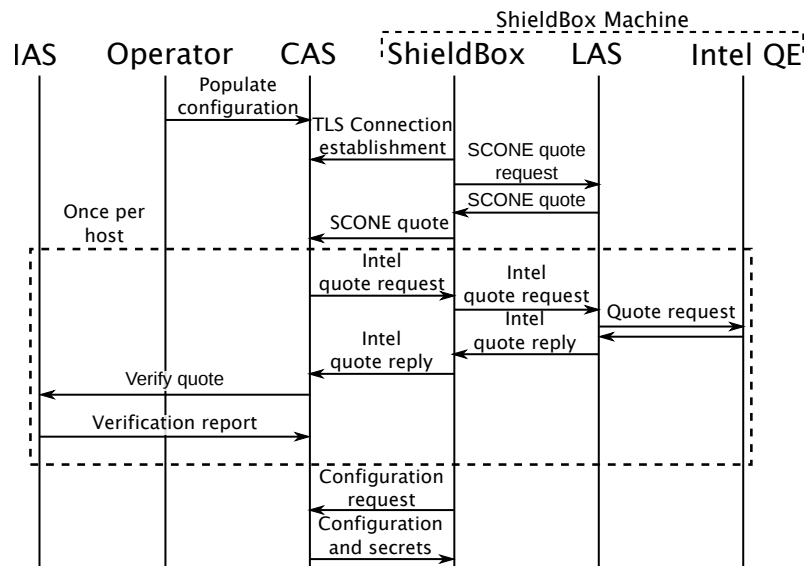 ShieldBox Machine
IAS Operator CAS ShieldBox LAS Intel QE
Populate
configuration
TLS Connection
establishment
SCONE quote
request
SCONE quote
SCONE quote
Once per
host
Intel
quote request
Intel
quote request
Quote request
Intel
quote reply
Intel
quote reply
Verify quote
Verification report
Configuration
request
Configuration
and secrets